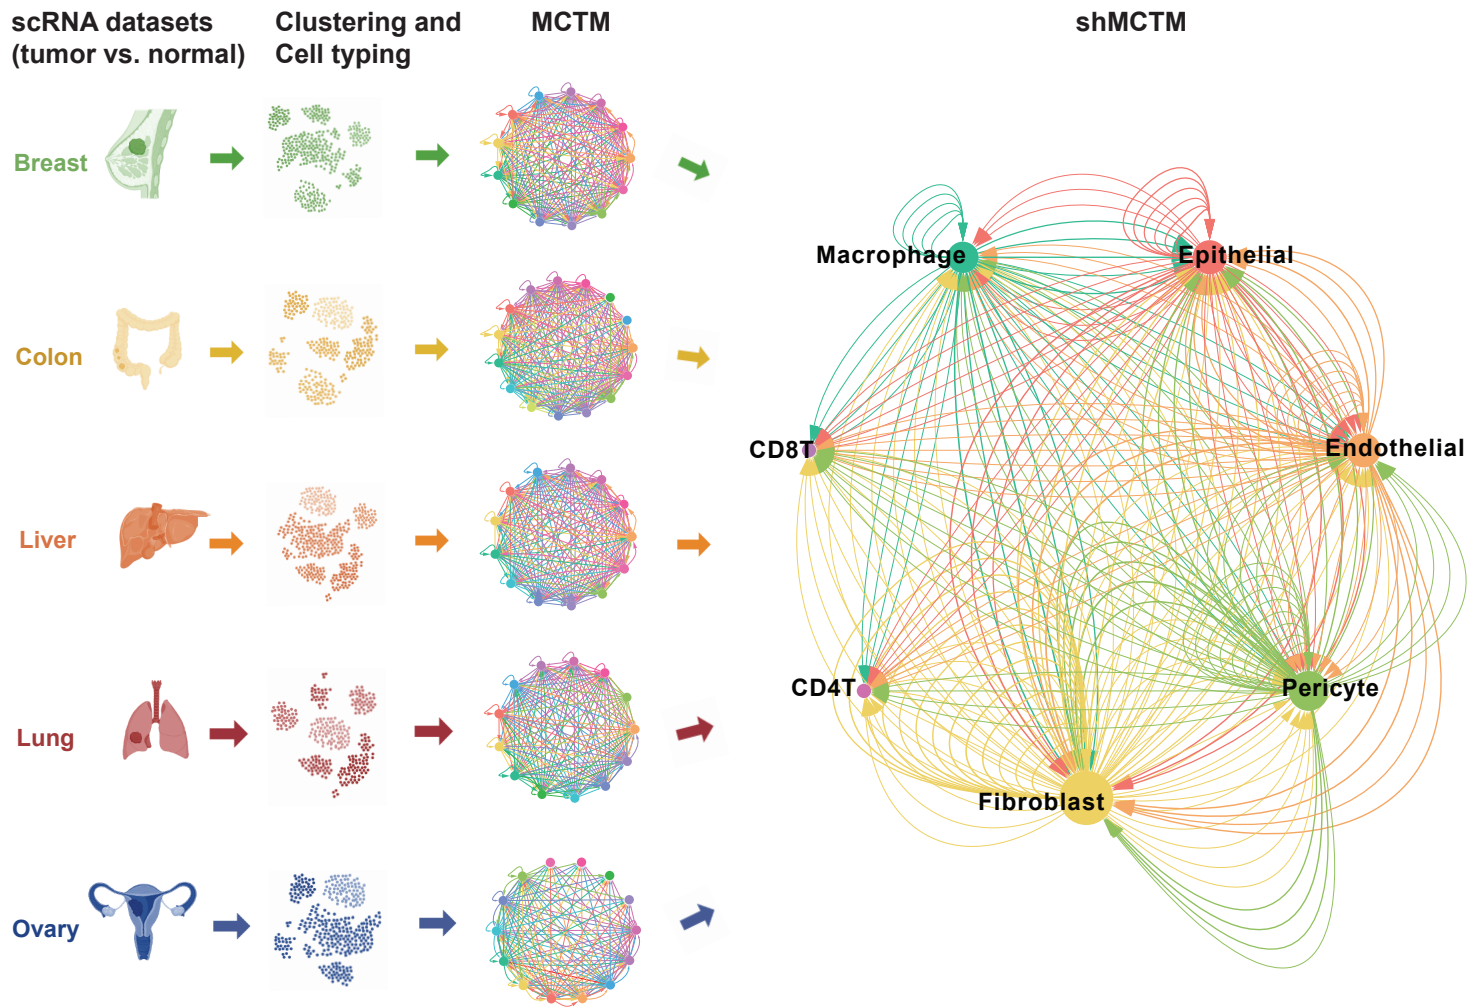 scRNA datasets
(tumor vs. normal)
Clustering and
Cell typing
MCTM
shMCTM
Breast
Colon
Liver
Lung
Ovary
Macrophage
Epithelial
CD8T
Endothelial
CD4T
Pericyte
Fibroblast